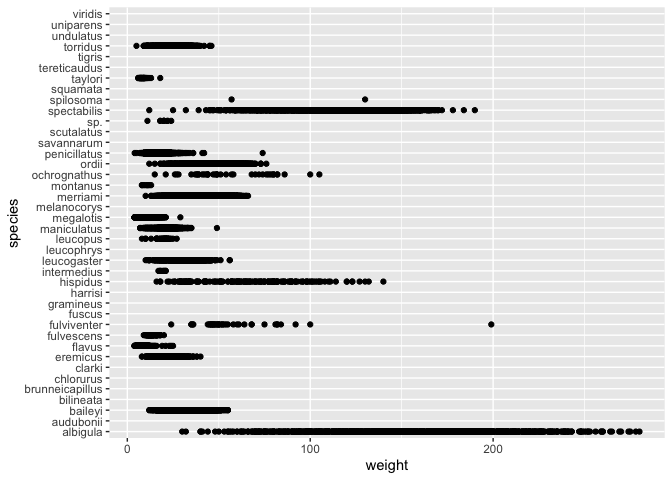 viridis
uniparens
undulatus
torridus
tigris
tereticaudus
taylori
squamata
spilosoma
spectabilis
sp.
scutalatus
savannarum
penicillatus
ordii
ochrognathus
montanus
merriami
melanocorys
megalotis
maniculatus
leucopus
leucophrys
leucogaster
intermedius
hispidus
harrisi
gramineus
fuscus
fulviventer
fulvescens
flavus
eremicus
clarki
chlorurus
brunneicapillus
bilineata
baileyi
audubonii
albigula
species
0 100 200
weight